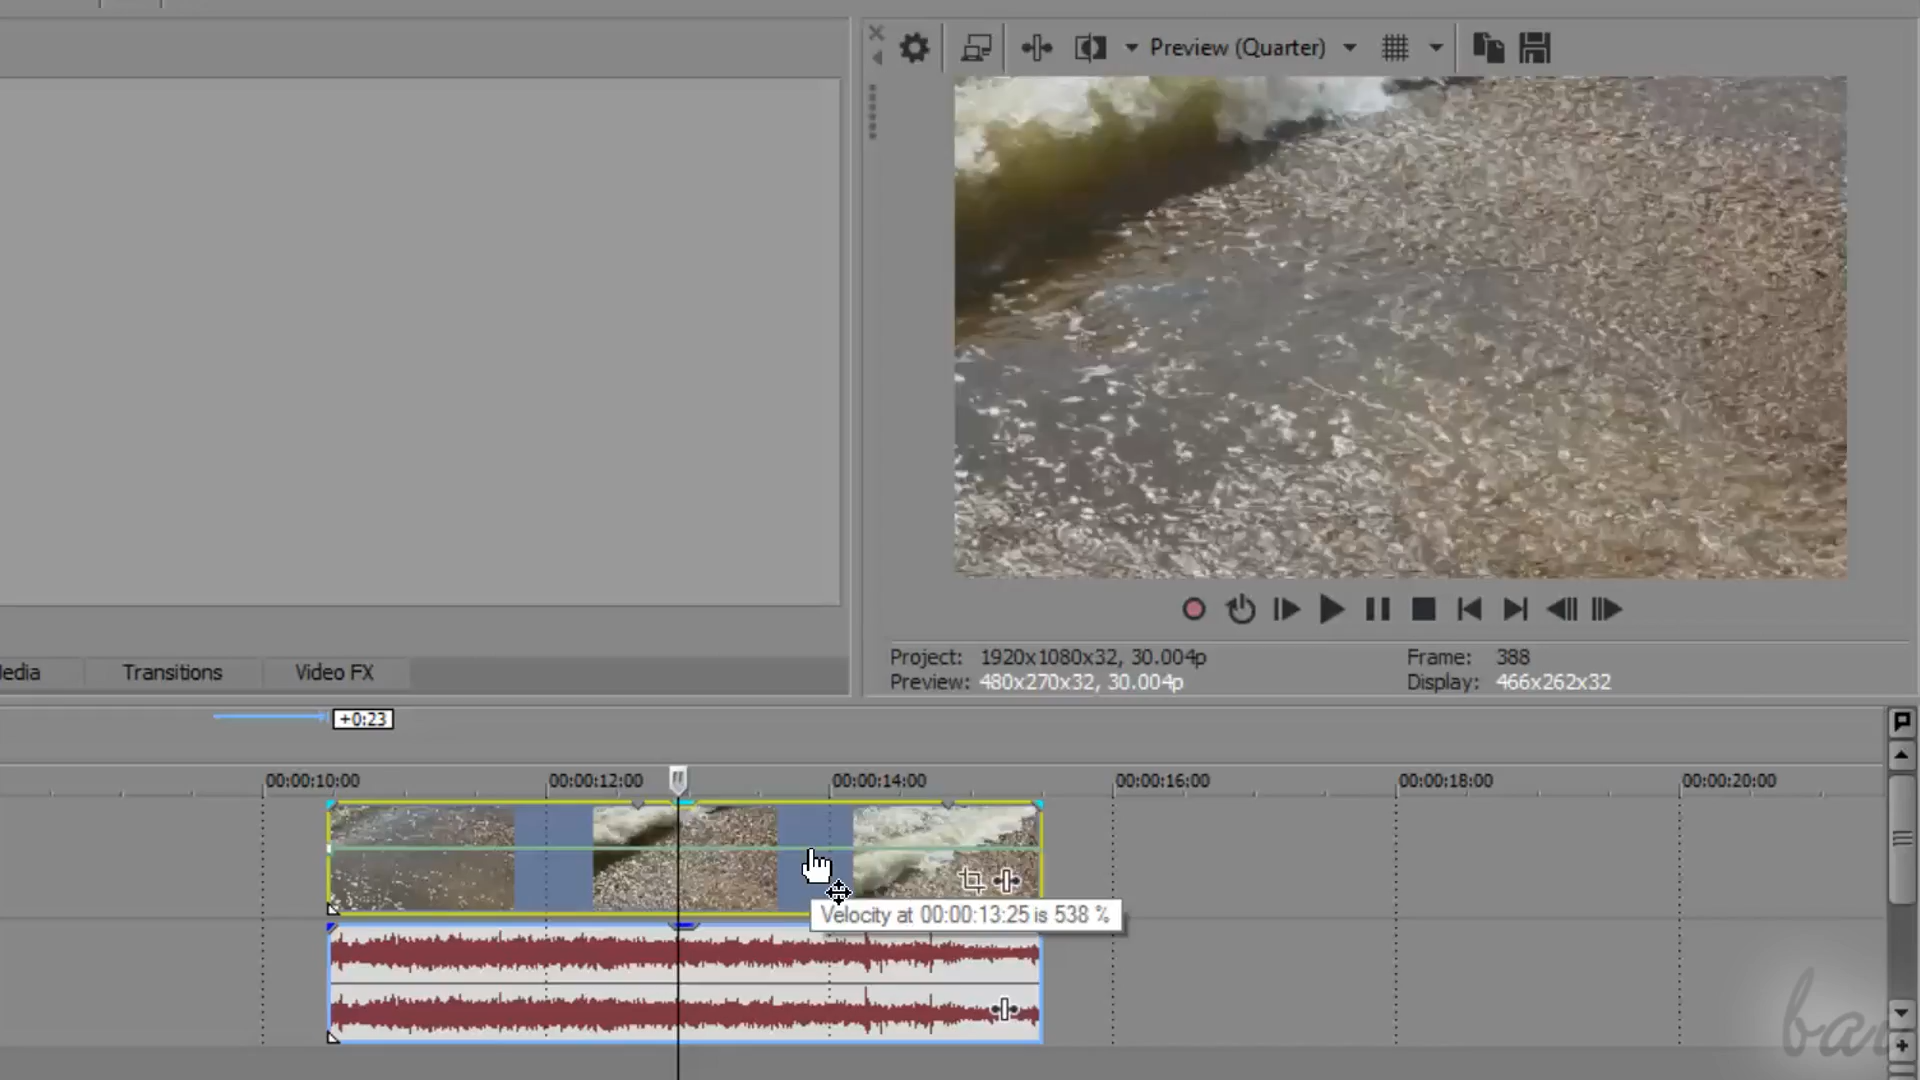 Preview (Quarter)
Project: 1920x1080x32, 30.004p
Frame: 388
Preview: 480x270x32, 30.004p
Display: 466x262x32
Transitions
Video FX
+0:23
00:00:10:00
00:00:12:00
00:00:14:00
00:00:16:00
00:00:18:00
00:00:20:00
Velocity at 00:00:13:25 is 538 %